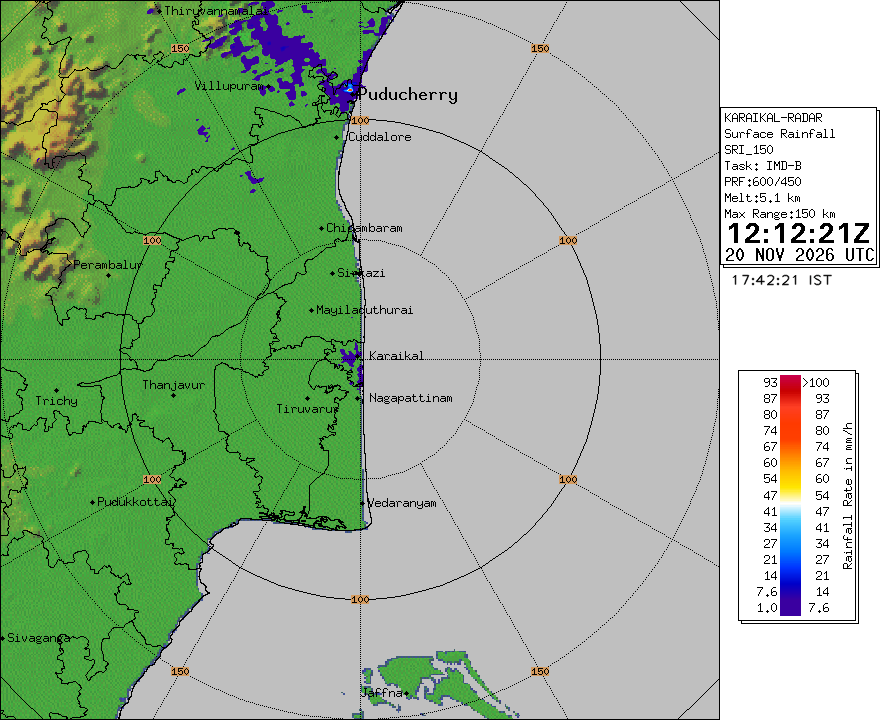 Thiruvannamalai
150
150
Villupuram
Puducherry
100
Cuddalore
KARAIKAL-RADAR
Surface Rainfall
SRI_150
Task: IMD-B
PRF:600/450
Melt:5.1 km
Max Range:150 km
12:12:21Z
20 NOV 2026 UTC
17:42:21 IST
Chidambaram
100
100
Perambalur
Sirkazi
Mayiladuthurai
Karaikal
Thanjavur
Trichy
Tiruvarur
Nagapattinam
100
100
Pudukkottai
Vedaranyam
100
Sivaganga
150
150
Jaffna
93 >100
87 93
80 87
74 80
67 74
60 67
54 60
47 54
41 47
34 41
27 34
21 27
14 21
7.6 14
1.0 7.6
Rainfall Rate in mm/h